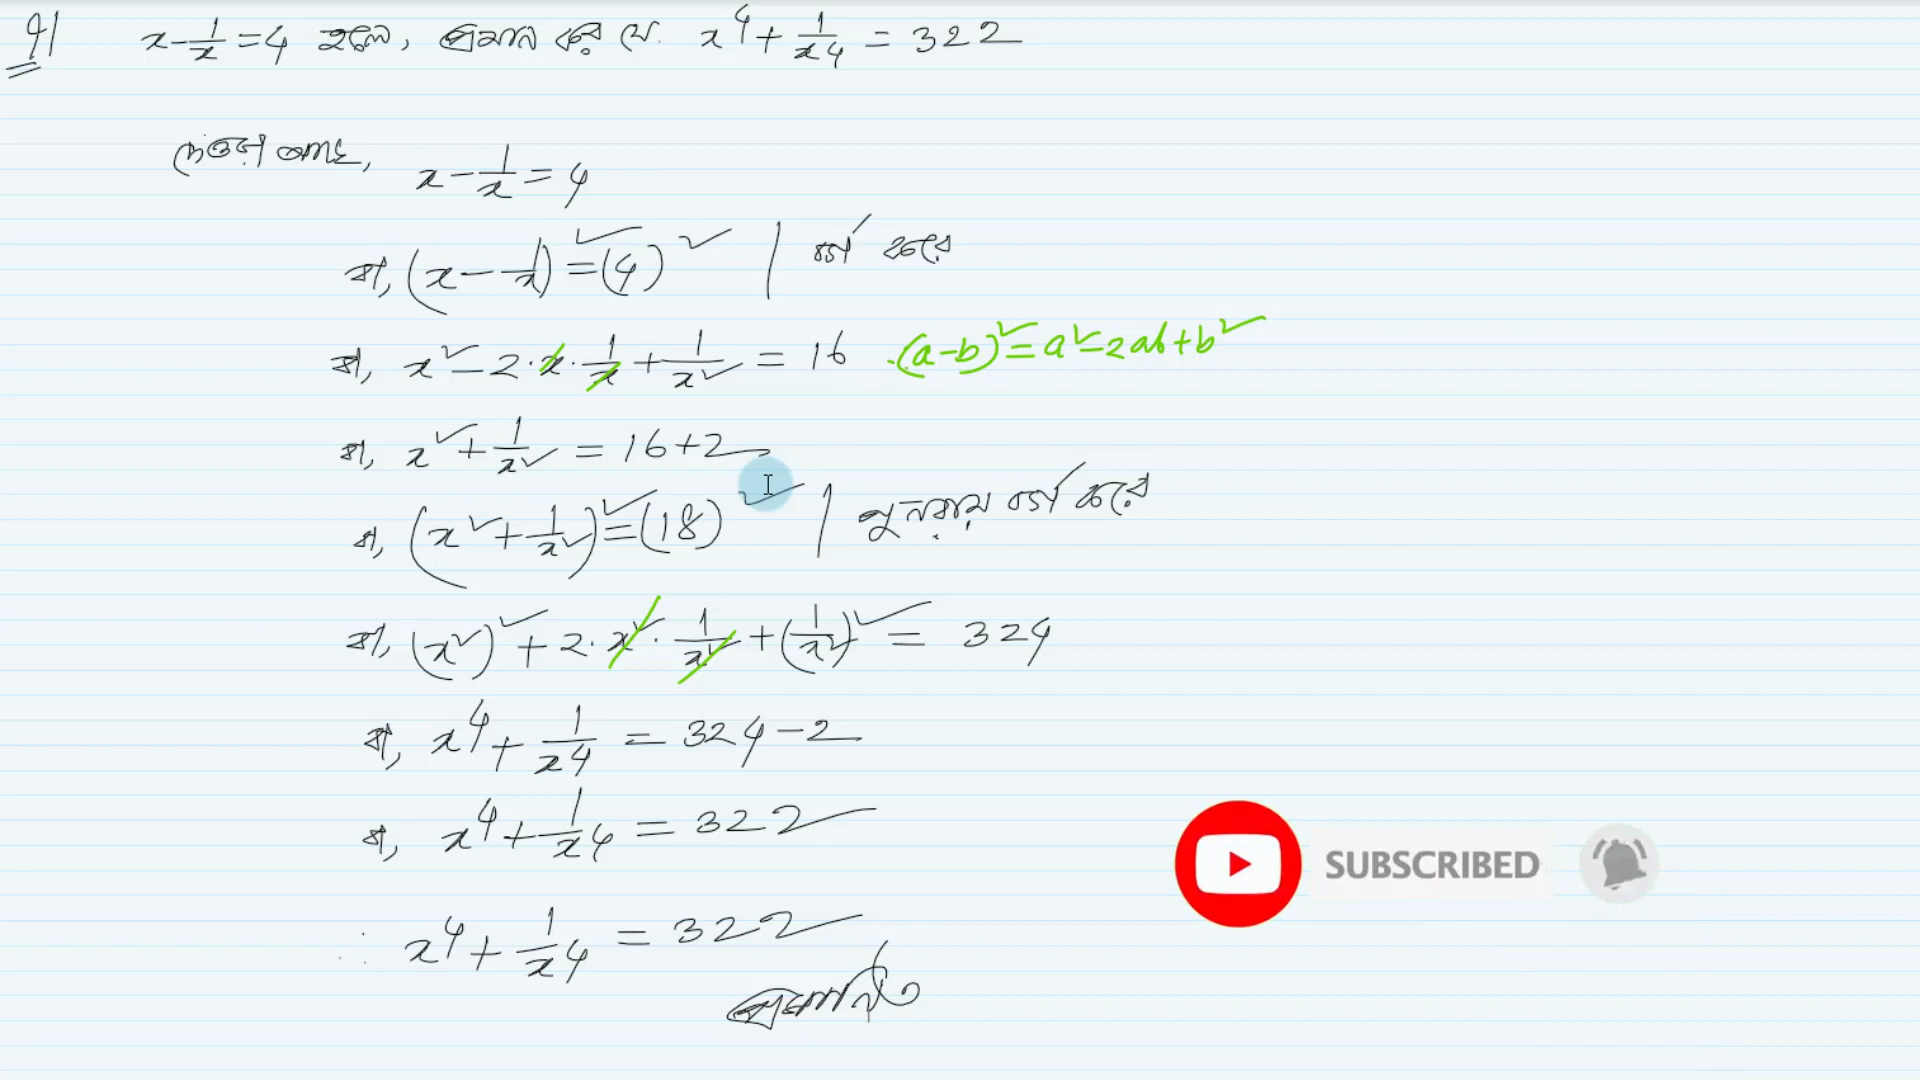 ৭। x - 1/x = 4 হলে, প্রমান কর যে x⁴ + 1/x⁴ = 322
দেওয়া আছে,
x - 1/x = 4
বা, (x - 1/x)² = (4)² | বর্গ করে
বা, x² - 2·x·1/x + 1/x² = 16 (a-b)² = a² - 2ab + b²
বা, x² + 1/x² = 16+2
বা, (x² + 1/x²)² = (18)² | পুনরায় বর্গ করে
বা, (x²)² + 2·x²·1/x² + (1/x²)² = 324
বা, x⁴ + 1/x⁴ = 324-2
বা, x⁴ + 1/x⁴ = 322
SUBSCRIBED
∴ x⁴ + 1/x⁴ = 322
প্রমাণিত